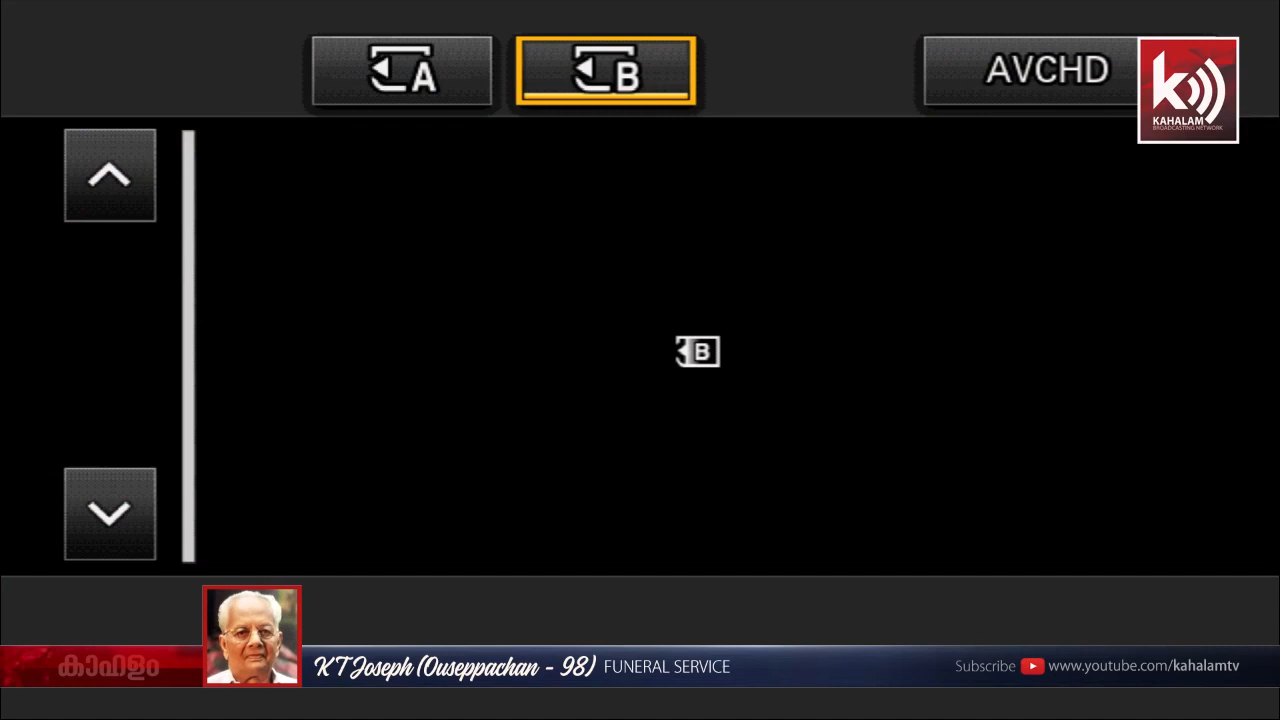 A
B
AVCHD
k
KAHALAM
BROADCASTING NETWORK
B
കാഹളം
K T Joseph (Ouseppachan - 98) FUNERAL SERVICE
Subscribe www.youtube.com/kahalamtv